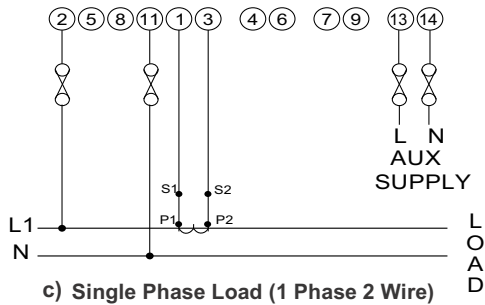 2 5 8 11 1 3 4 6 7 9 13 14
L N
AUX
SUPPLY
S1 S2
P1 P2
L1
N
LOAD
c) Single Phase Load (1 Phase 2 Wire)